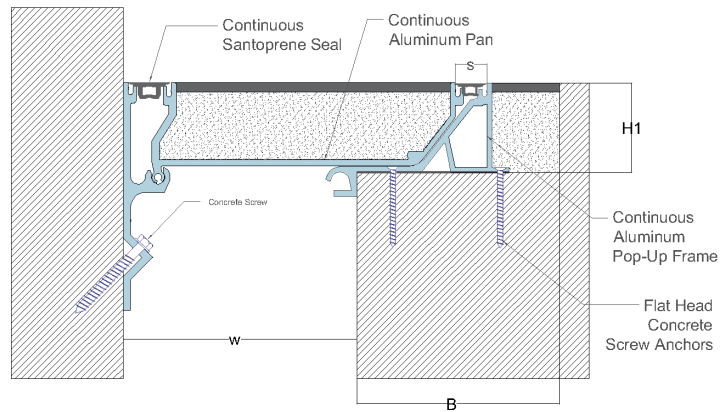 Continuous
Santoprene Seal
Continuous
Aluminum Pan
S
H1
Concrete Screw
Continuous
Aluminum
Pop-Up Frame
Flat Head
Concrete
Screw Anchors
W
B